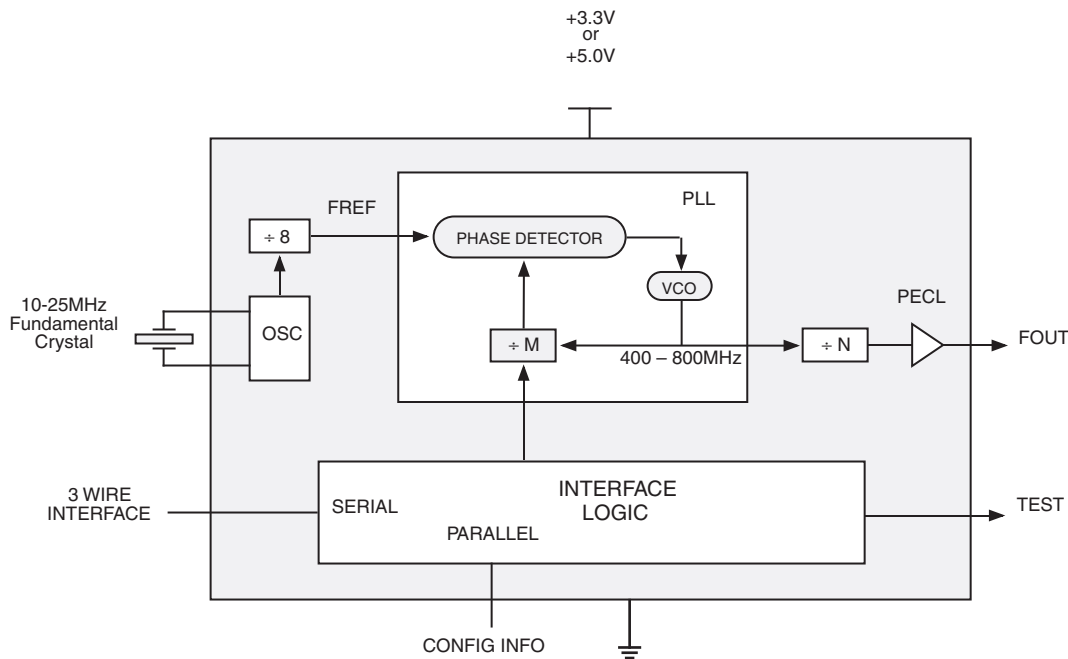 +3.3V
or
+5.0V
PLL
FREF
÷ 8
PHASE DETECTOR
VCO
10-25MHz
Fundamental
Crystal
OSC
PECL
÷ M
400 – 800MHz
÷ N
FOUT
3 WIRE
INTERFACE
SERIAL
INTERFACE
LOGIC
PARALLEL
TEST
CONFIG INFO